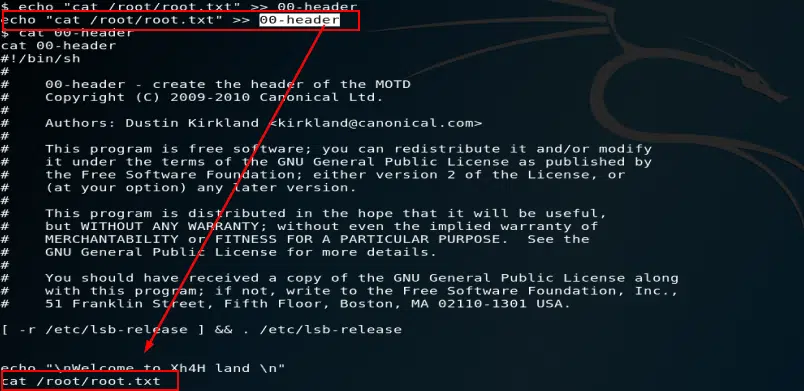 $ echo "cat /root/root.txt" >> 00-header
echo "cat /root/root.txt" >> 00-header
$ cat 00-header
cat 00-header
#!/bin/sh
#
#    00-header - create the header of the MOTD
#    Copyright (C) 2009-2010 Canonical Ltd.
#
#    Authors: Dustin Kirkland <kirkland@canonical.com>
#
#    This program is free software; you can redistribute it and/or modify
#    it under the terms of the GNU General Public License as published by
#    the Free Software Foundation; either version 2 of the License, or
#    (at your option) any later version.
#
#    This program is distributed in the hope that it will be useful,
#    but WITHOUT ANY WARRANTY; without even the implied warranty of
#    MERCHANTABILITY or FITNESS FOR A PARTICULAR PURPOSE.  See the
#    GNU General Public License for more details.
#
#    You should have received a copy of the GNU General Public License along
#    with this program; if not, write to the Free Software Foundation, Inc.,
#    51 Franklin Street, Fifth Floor, Boston, MA 02110-1301 USA.

[ -r /etc/lsb-release ] && . /etc/lsb-release


echo "\nWelcome to Xh4H land \n"
cat /root/root.txt